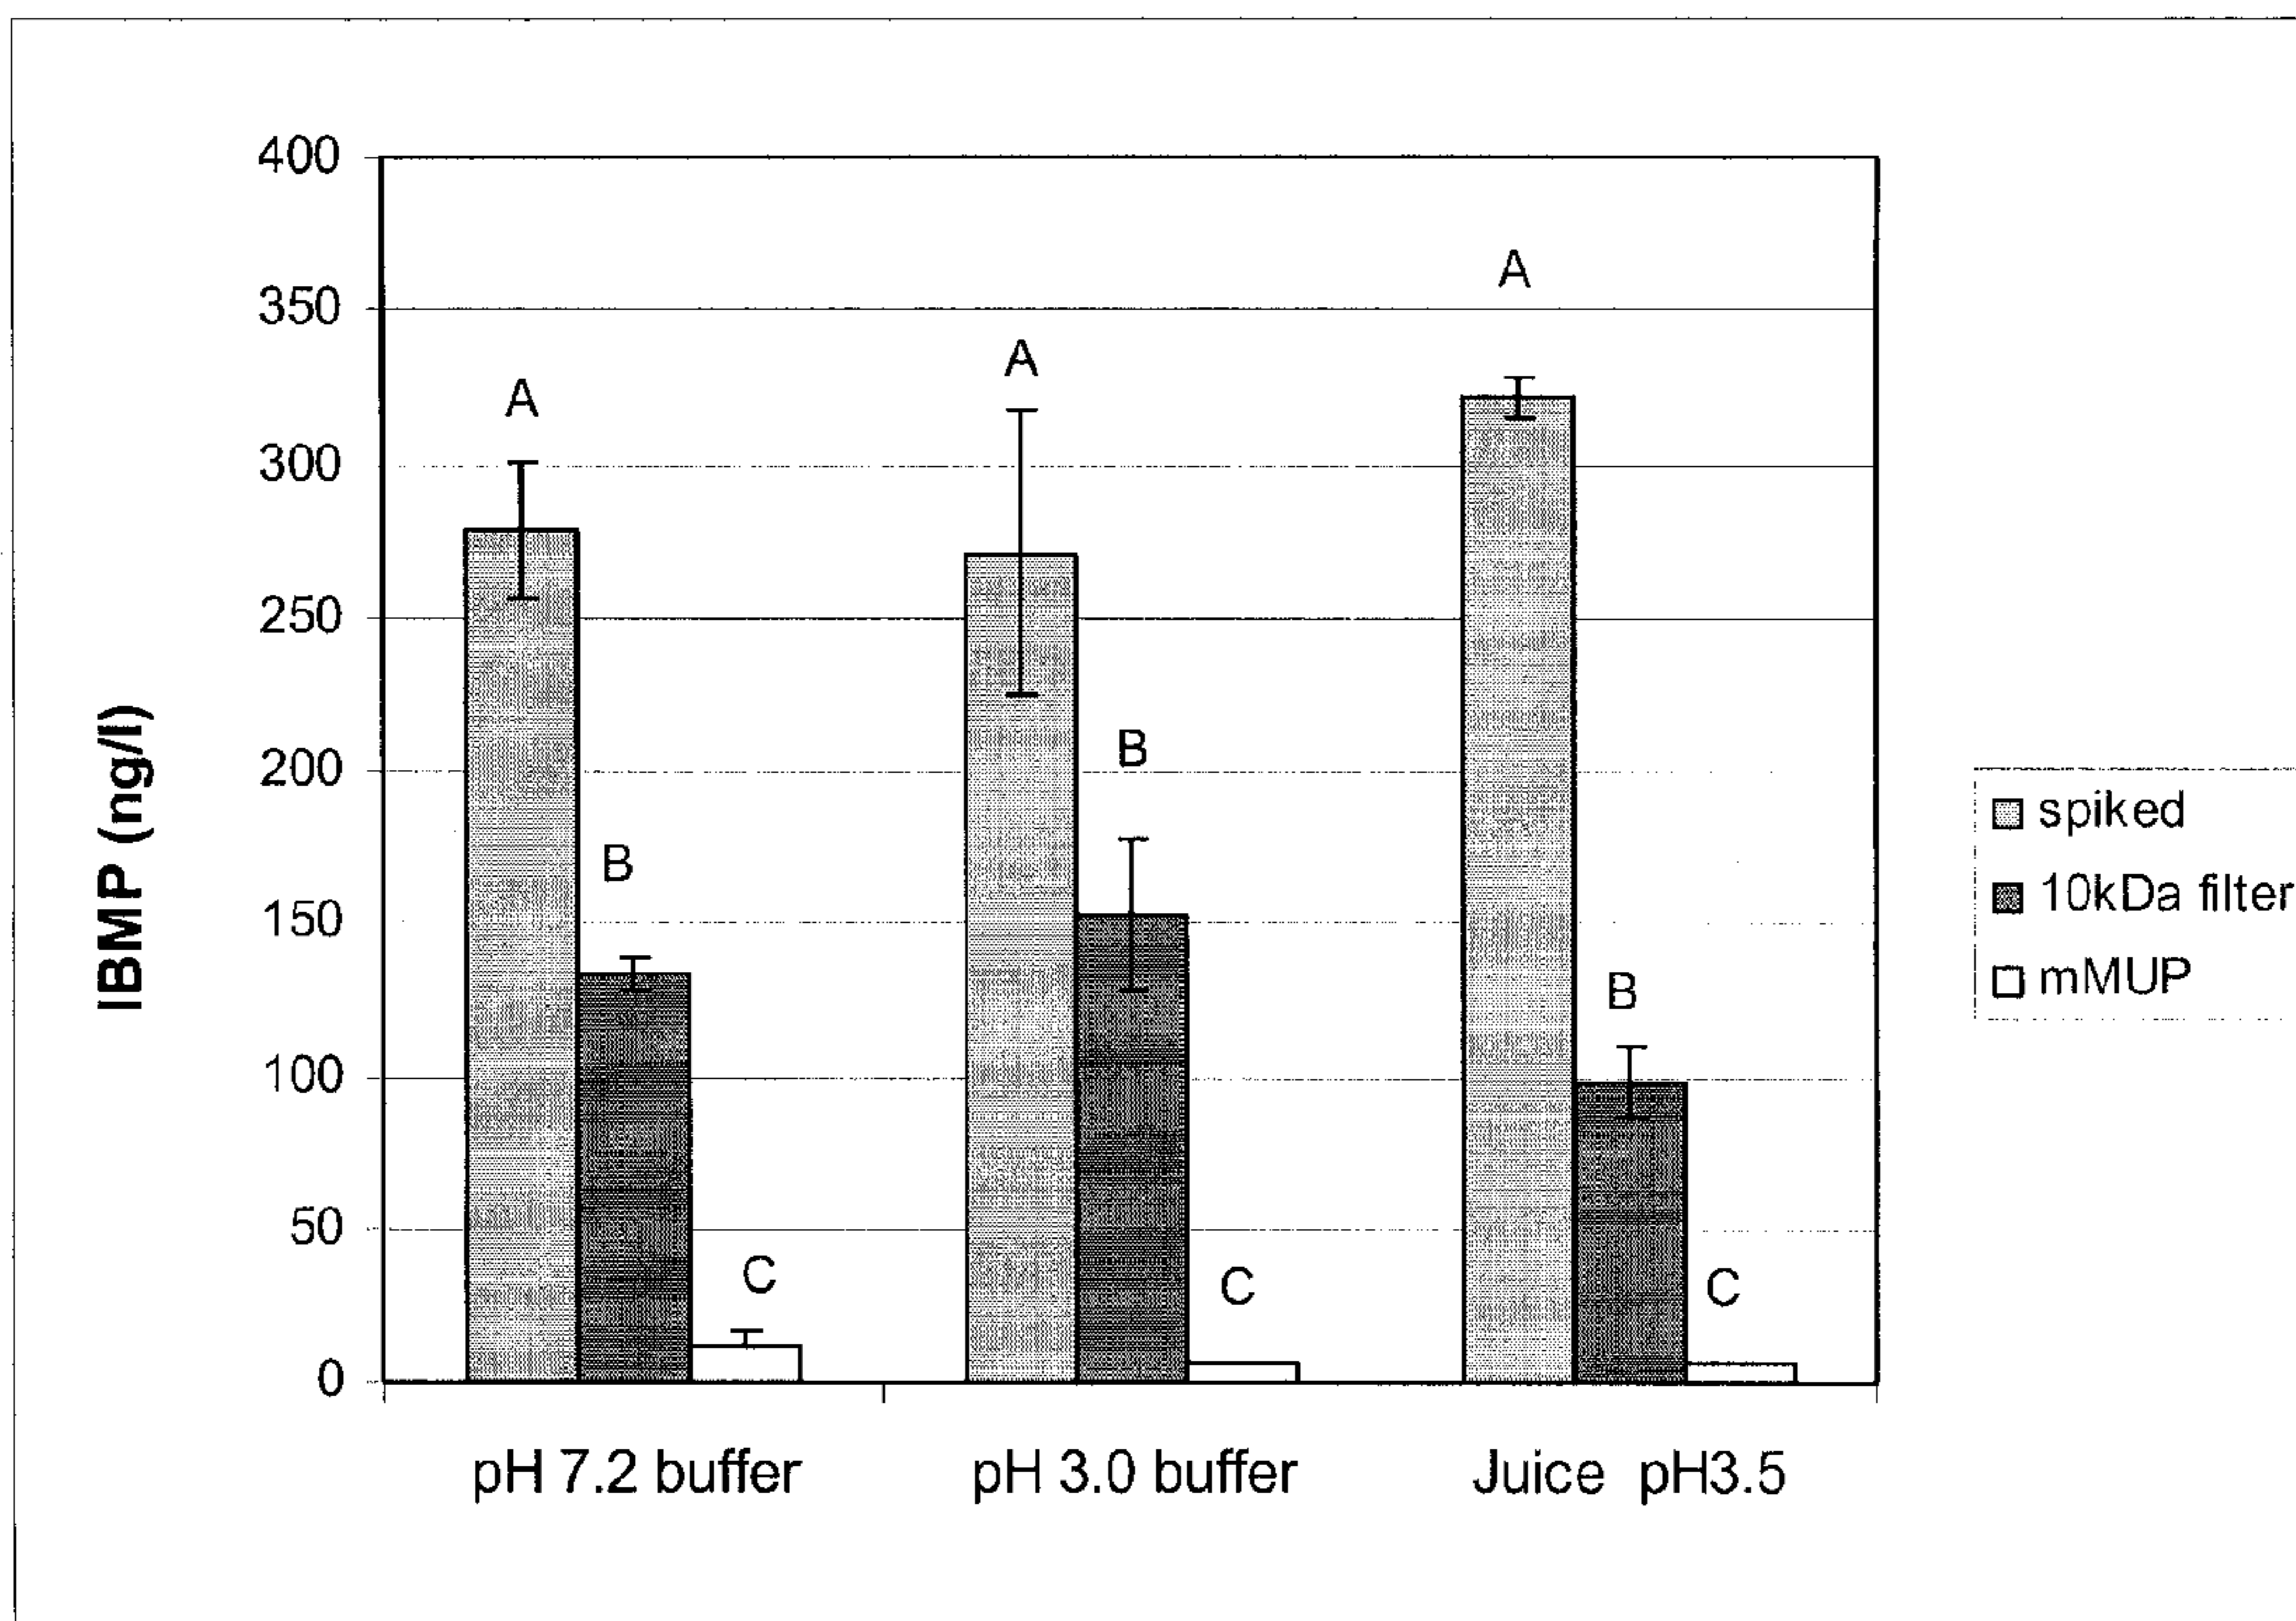 IBMP (ng/l)
400
350
300
250
200
150
100
50
0
A
B
C
A
B
C
A
B
C
pH 7.2 buffer
pH 3.0 buffer
Juice pH3.5
spiked
10kDa filter
mMUP